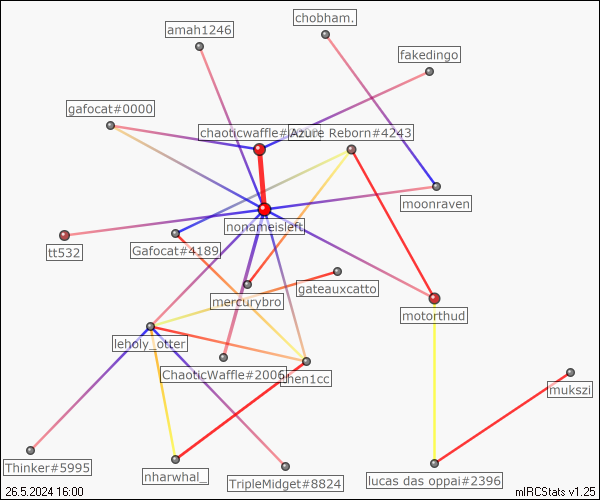 chobham.
amah1246
fakedingo
gafocat#0000
chaoticwaffle#
Azure Reborn#4243
moonraven
nonameisleft
tt532
Gafocat#4189
gateauxcatto
mercurybro
motorthud
leholy_otter
ChaoticWaffle#2006
mukszi
Thinker#5995
nharwhal_
TripleMidget#8824
lucas das oppai#2396
26.5.2024 16:00
mIRCStats v1.25